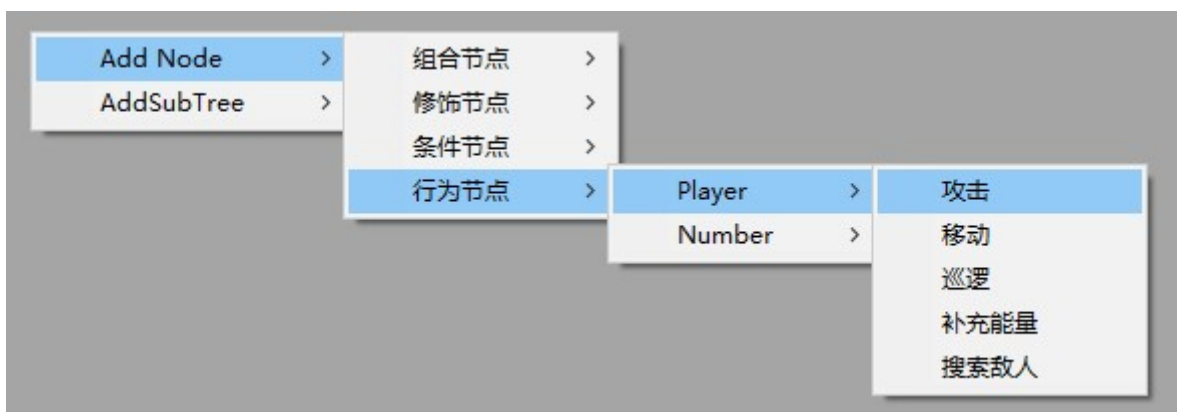 Add Node
AddSubTree
组合节点
修饰节点
条件节点
行为节点
Player
Number
攻击
移动
巡逻
补充能量
搜索敌人